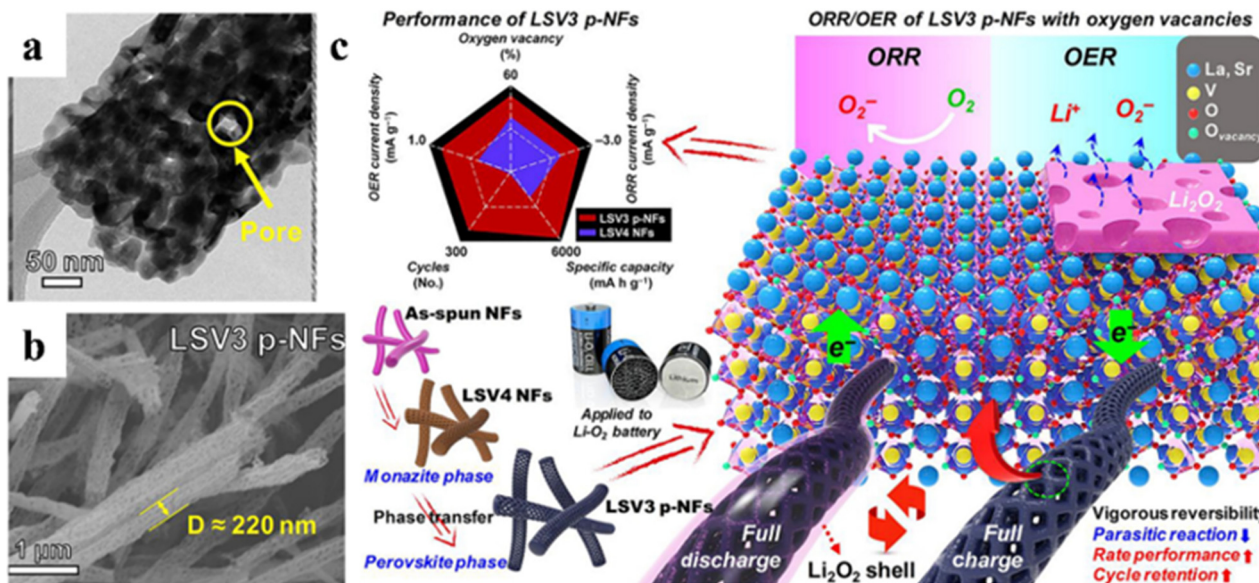 a
Pore
50 nm
b
LSV3 p-NFs
D ≈ 220 nm
1 μm
c
Performance of LSV3 p-NFs
Oxygen vacancy
(%)
60
OER current density
(mA g⁻¹)
1.0
−3.0
ORR current density
(mA g⁻¹)
LSV3 p-NFs
LSV4 NFs
300
6000
Cycles
(No.)
Specific capacity
(mA h g⁻¹)
As-spun NFs
LSV4 NFs
Monazite phase
Phase transfer
Perovskite phase
LSV3 p-NFs
Lithium
Applied to
Li-O₂ battery
ORR/OER of LSV3 p-NFs with oxygen vacancies
ORR
OER
La, Sr
V
O
O vacancy
O₂⁻
O₂
Li⁺
O₂⁻
Li₂O₂
e⁻
e⁻
Full
discharge
Li₂O₂ shell
Full
charge
Vigorous reversibility
Parasitic reaction ⬇
Rate performance ⬆
Cycle retention ⬆